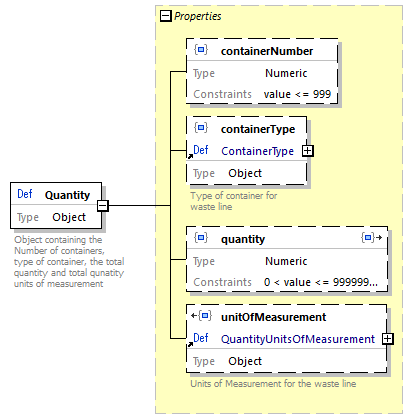 Properties
containerNumber
Type Numeric
Constraints value <= 999
containerType
Def ContainerType
Type Object
Type of container for
waste line
Def Quantity
Type Object
Object containing the
Number of containers,
type of container, the total
quantity and total qunatity
units of measurement
quantity
Type Numeric
Constraints 0 < value <= 999999...
unitOfMeasurement
Def QuantityUnitsOfMeasurement
Type Object
Units of Measurement for the waste line